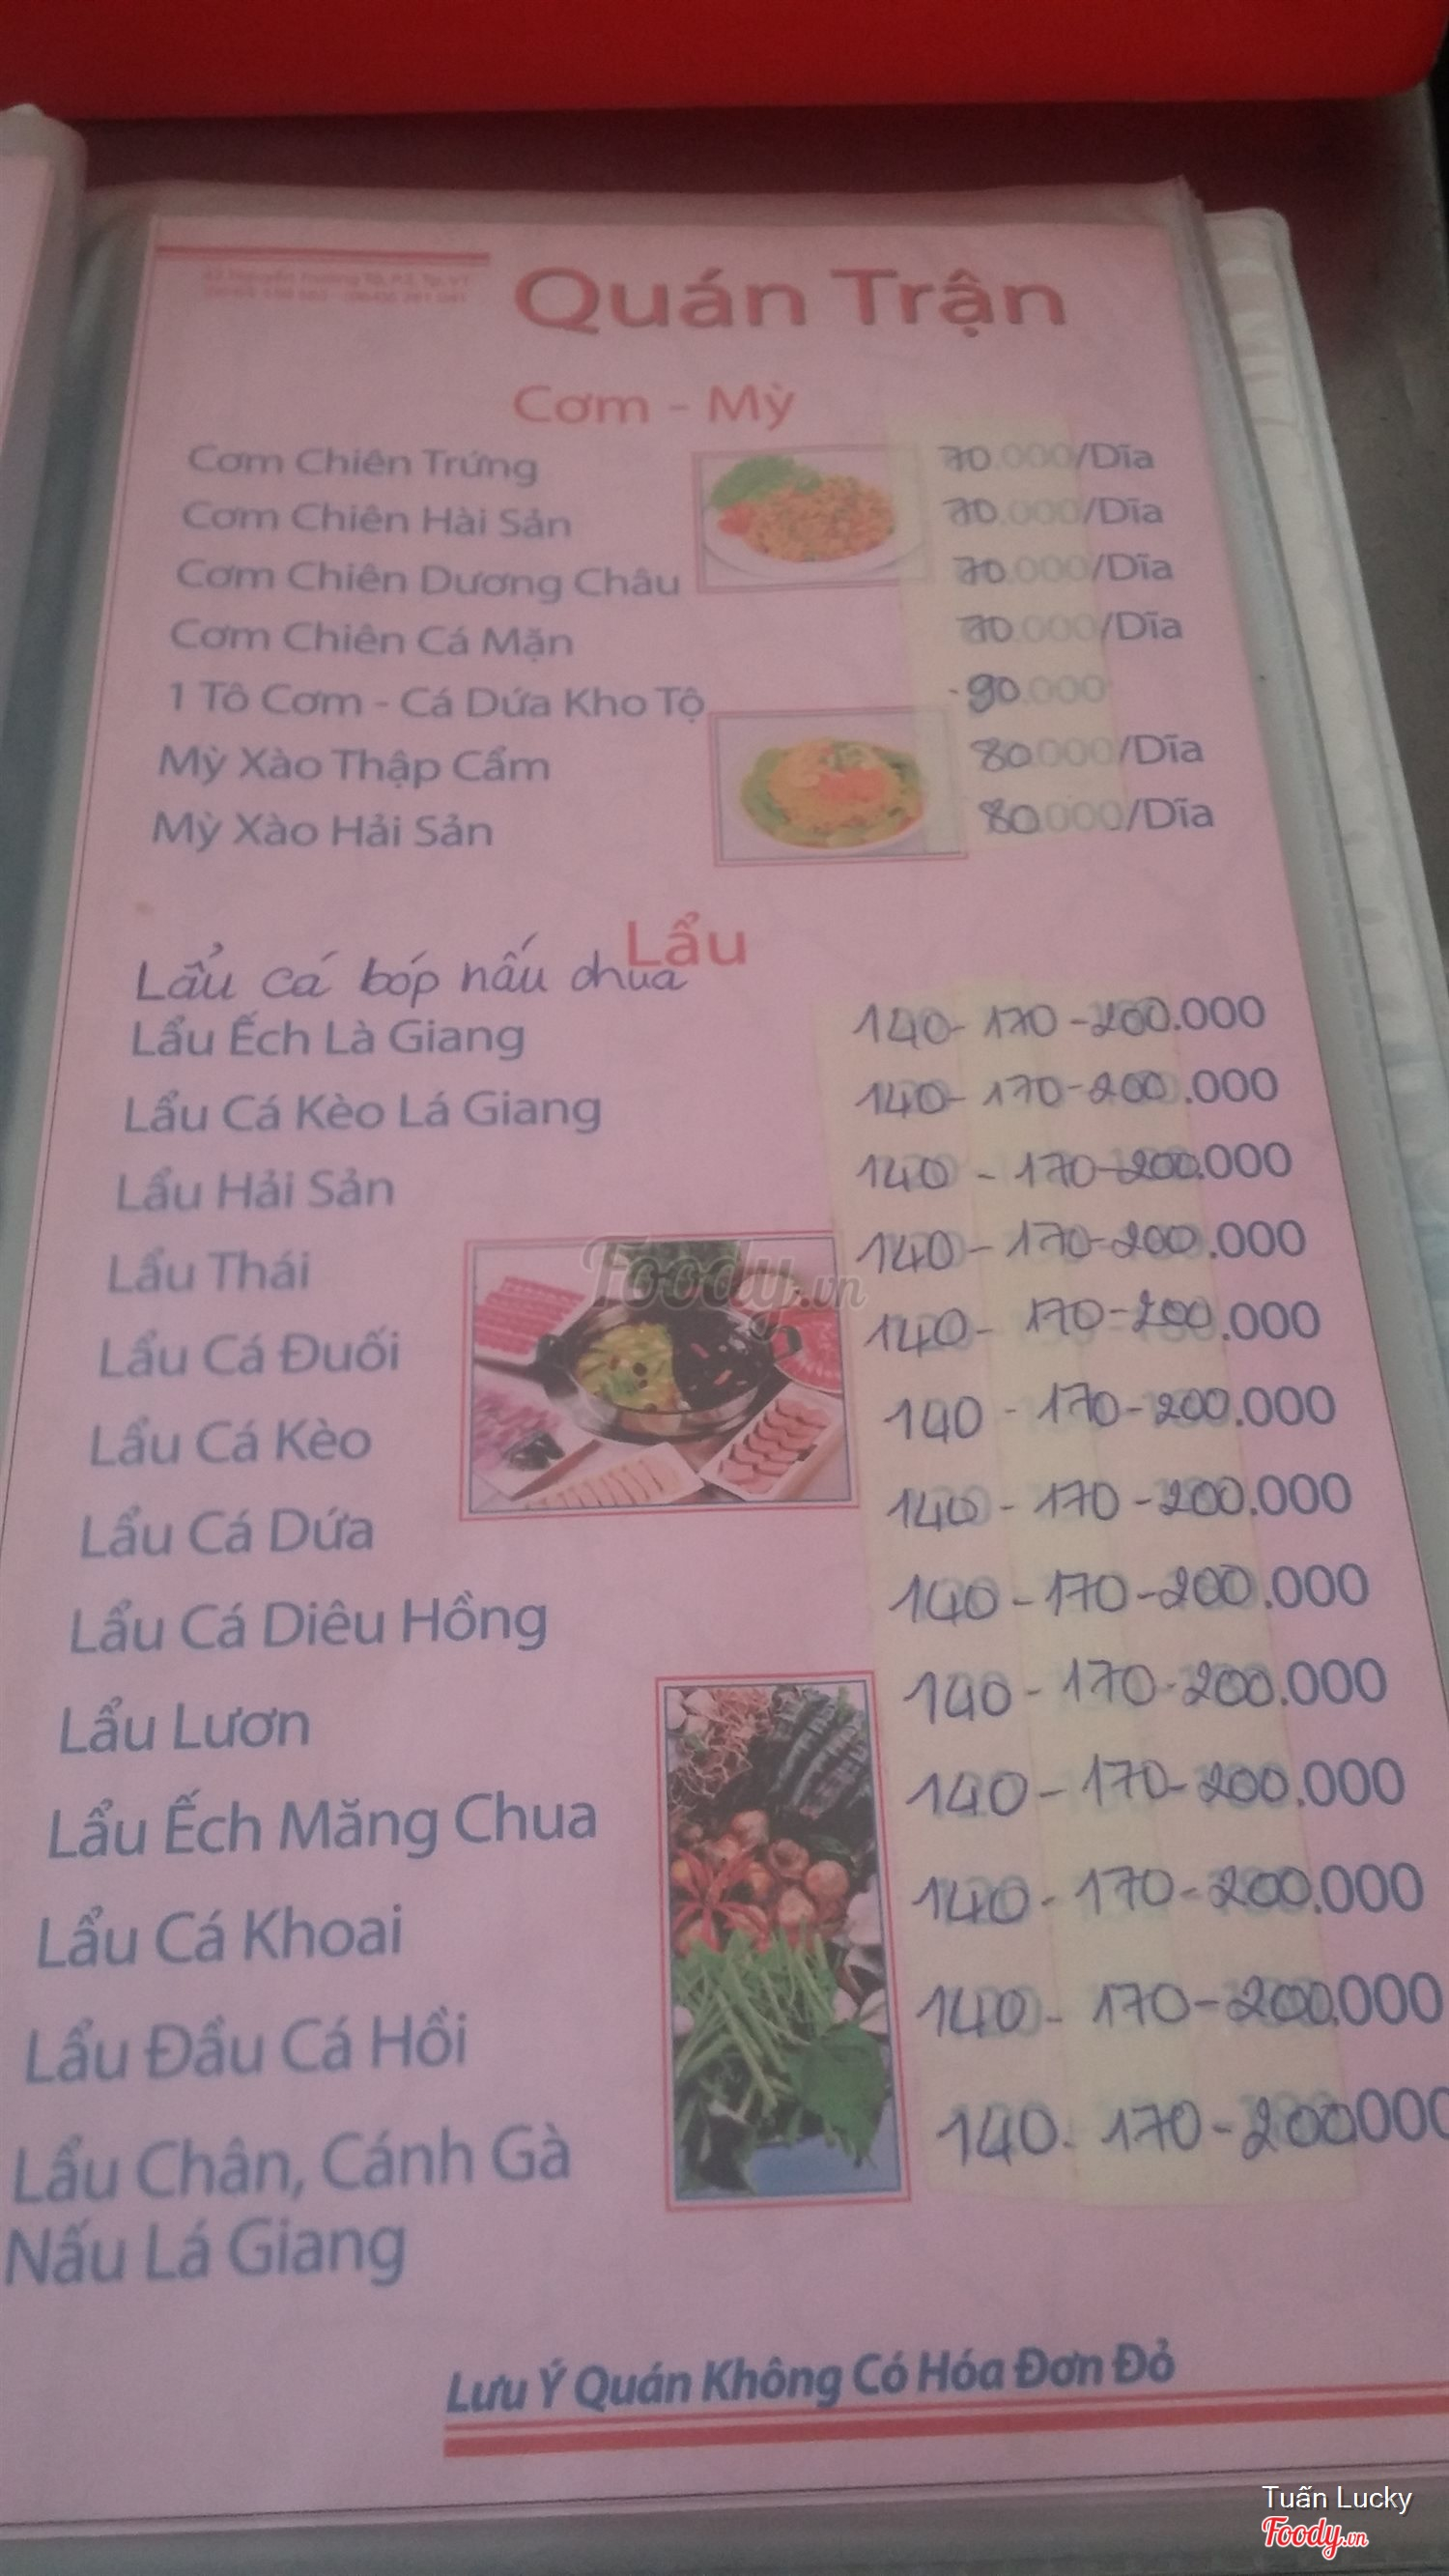 Quán Trận
Cơm - Mỳ
Cơm Chiên Trứng 70.000/Dĩa
Cơm Chiên Hài Sản 70.000/Dĩa
Cơm Chiên Dương Châu 70.000/Dĩa
Cơm Chiên Cá Mặn 70.000/Dĩa
1 Tô Cơm - Cá Dứa Kho Tộ 90.000
Mỳ Xào Thập Cẩm 80.000/Dĩa
Mỳ Xào Hải Sản 80.000/Dĩa
Lẩu
Lẩu cá bóp nấu chua
Lẩu Ếch Là Giang 140-170-200.000
Lẩu Cá Kèo Lá Giang 140-170-200.000
Lẩu Hải Sản 140-170-200.000
Lẩu Thái 140-170-200.000
Lẩu Cá Đuối 140-170-200.000
Lẩu Cá Kèo 140-170-200.000
Lẩu Cá Dứa 140-170-200.000
Lẩu Cá Diêu Hồng 140-170-200.000
Lẩu Lươn 140-170-200.000
Lẩu Ếch Măng Chua 140-170-200.000
Lẩu Cá Khoai 140-170-200.000
Lẩu Đầu Cá Hồi 140-170-200.000
Lẩu Chân, Cánh Gà 140-170-200.000
Nấu Lá Giang
Lưu Ý Quán Không Có Hóa Đơn Đỏ
Foody.vn
Tuấn Lucky
Foody.vn